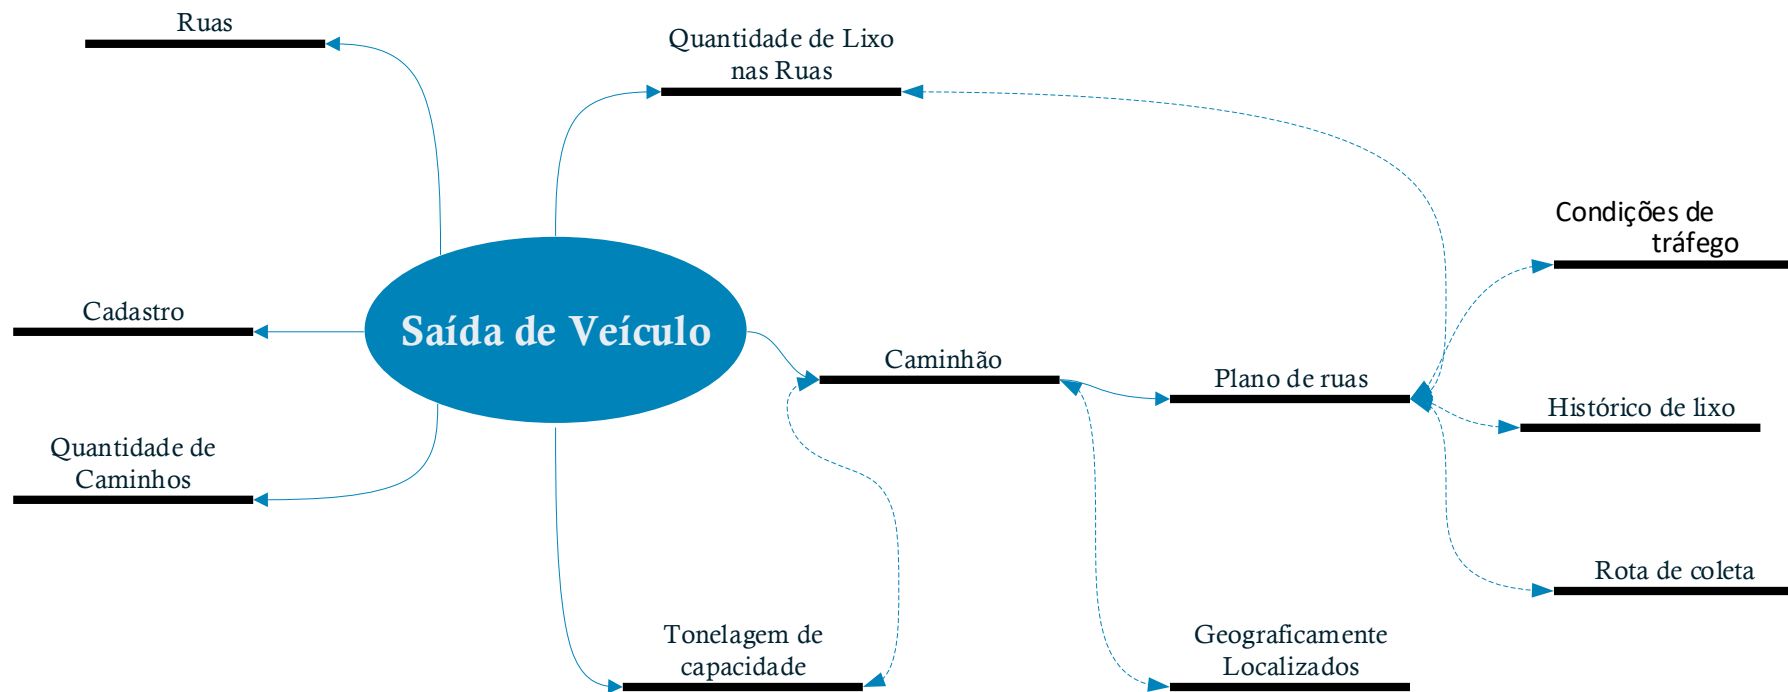 Ruas
Quantidade de Lixo
nas Ruas
Condições de
tráfego
Cadastro
Saída de Veículo
Caminhão
Plano de ruas
Histórico de lixo
Quantidade de
Caminhos
Rota de coleta
Tonelagem de
capacidade
Geograficamente
Localizados